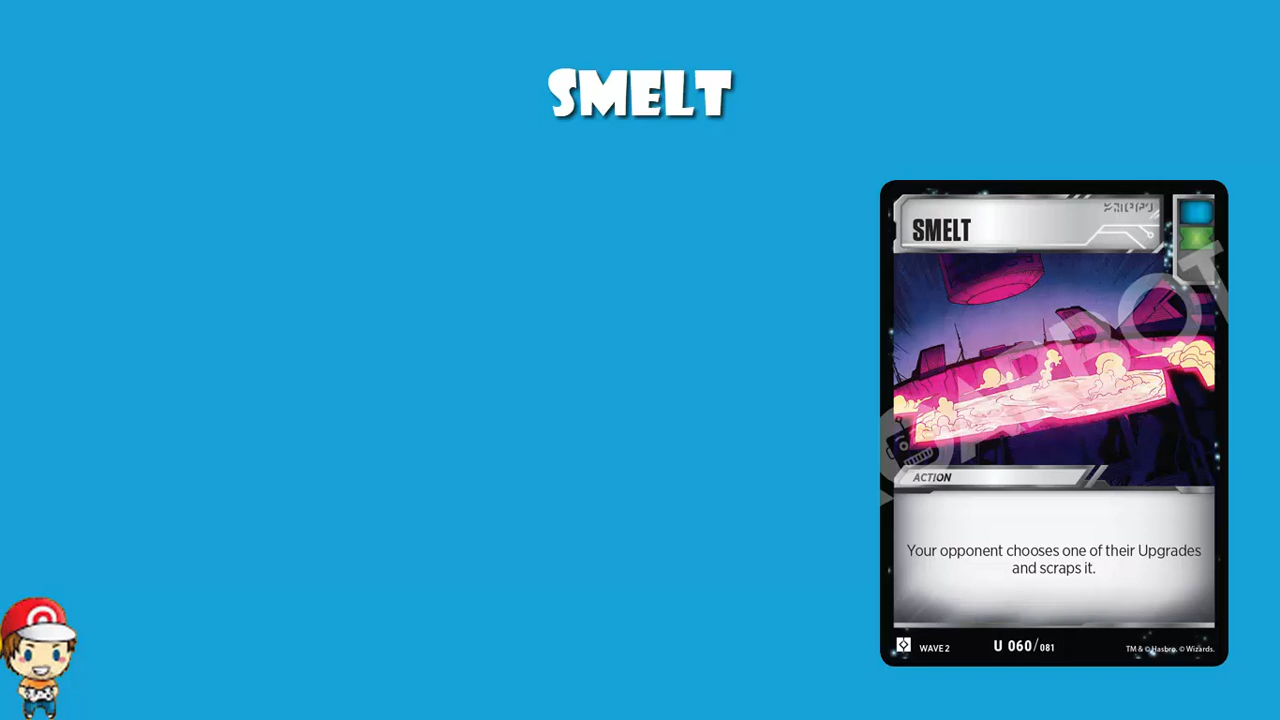 SMELT
SMELT
ACTION
Your opponent chooses one of their Upgrades
and scraps it.
WAVE 2
U 060/081
TM & © Hasbro. © Wizards.